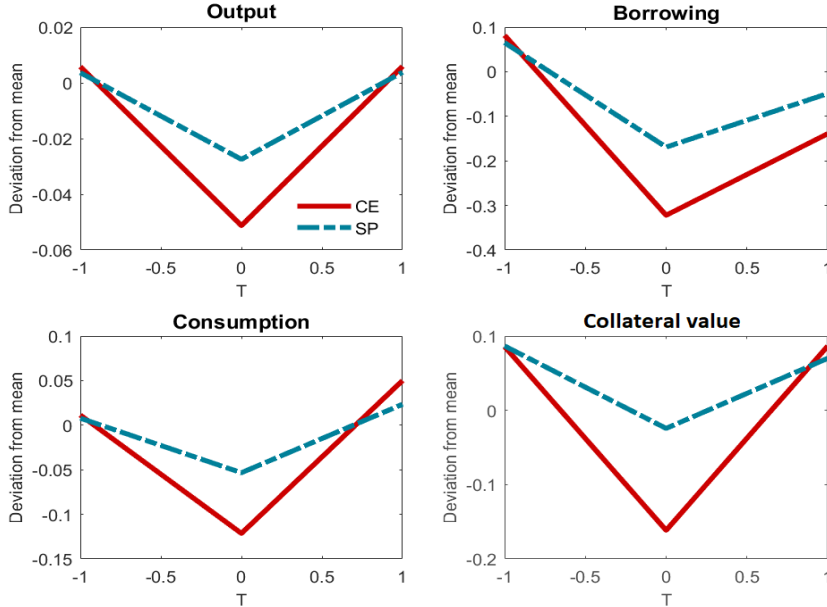 Output
Deviation from mean
0.02
0
-0.02
-0.04
-0.06
-1
-0.5
0
0.5
1
T
CE
SP
Borrowing
Deviation from mean
0.1
0
-0.1
-0.2
-0.3
-0.4
-1
-0.5
0
0.5
1
T
Consumption
Deviation from mean
0.1
0.05
0
-0.05
-0.1
-0.15
-1
-0.5
0
0.5
1
T
Collateral value
Deviation from mean
0.1
0
-0.1
-0.2
-1
-0.5
0
0.5
1
T